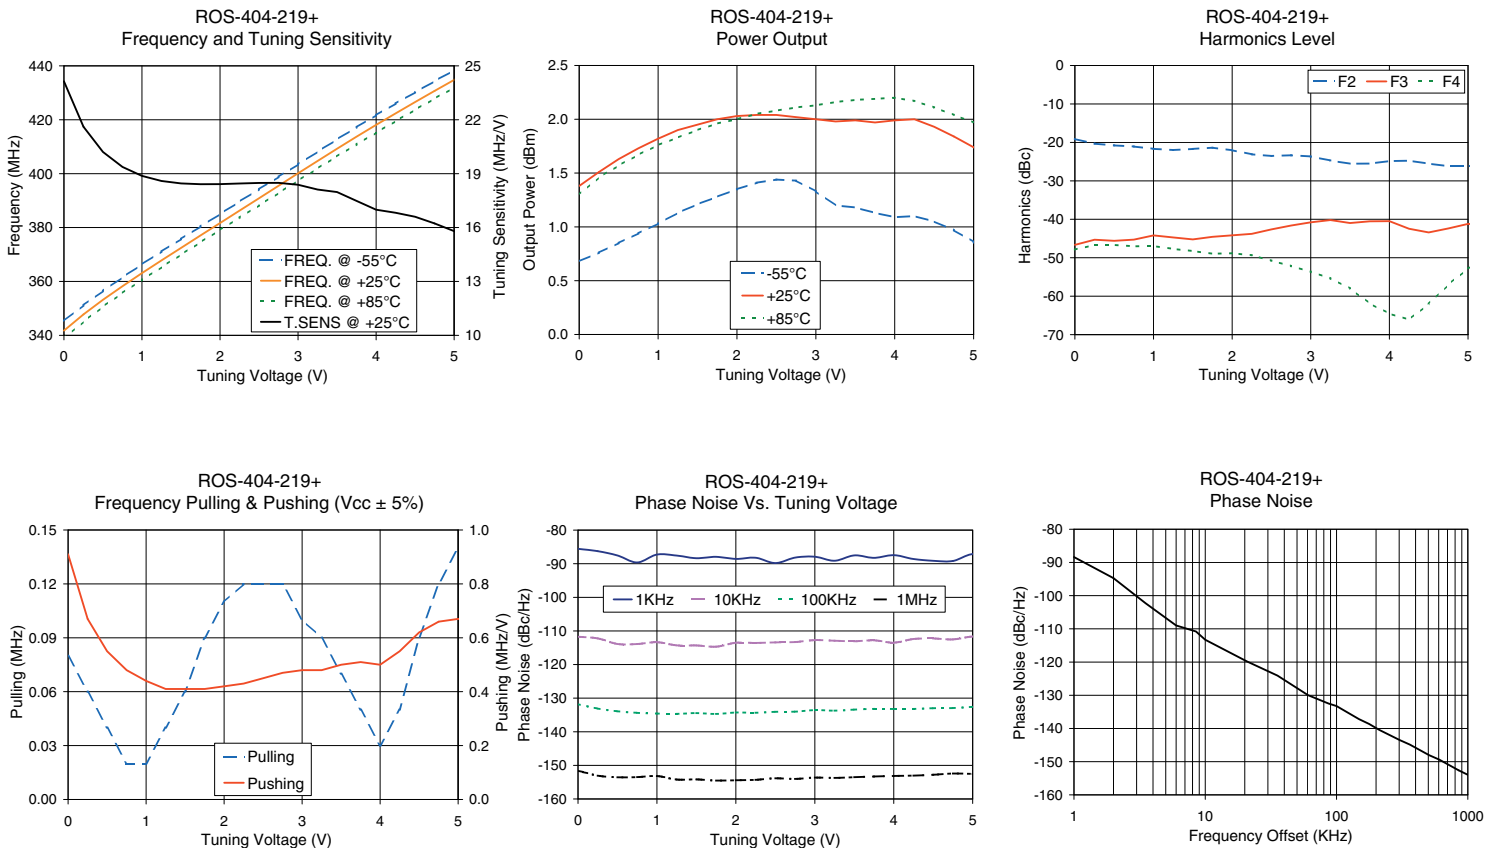 ROS-404-219+
Frequency and Tuning Sensitivity
440
420
400
380
360
340
25
22
19
16
13
10
Frequency (MHz)
Tuning Sensitivity (MHz/V)
FREQ. @ -55°C
FREQ. @ +25°C
FREQ. @ +85°C
T.SENS @ +25°C
0 1 2 3 4 5
Tuning Voltage (V)
ROS-404-219+
Power Output
2.5
2.0
1.5
1.0
0.5
0.0
Output Power (dBm)
-55°C
+25°C
+85°C
0 1 2 3 4 5
Tuning Voltage (V)
ROS-404-219+
Harmonics Level
0
-10
-20
-30
-40
-50
-60
-70
Harmonics (dBc)
F2 F3 F4
0 1 2 3 4 5
Tuning Voltage (V)
ROS-404-219+
Frequency Pulling & Pushing (Vcc ± 5%)
0.15
0.12
0.09
0.06
0.03
0.00
1.0
0.8
0.6
0.4
0.2
0.0
Pulling (MHz)
Pushing (MHz/V)
Pulling
Pushing
0 1 2 3 4 5
Tuning Voltage (V)
ROS-404-219+
Phase Noise Vs. Tuning Voltage
-80
-90
-100
-110
-120
-130
-140
-150
-160
Phase Noise (dBc/Hz)
1KHz 10KHz 100KHz 1MHz
0 1 2 3 4 5
Tuning Voltage (V)
ROS-404-219+
Phase Noise
-80
-90
-100
-110
-120
-130
-140
-150
-160
Phase Noise (dBc/Hz)
1 10 100 1000
Frequency Offset (KHz)